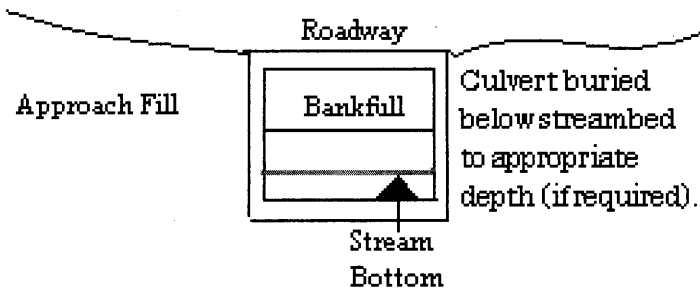 Roadway
Approach Fill
Bankfull
Culvert buried
below streambed
to appropriate
depth (if required).
Stream
Bottom